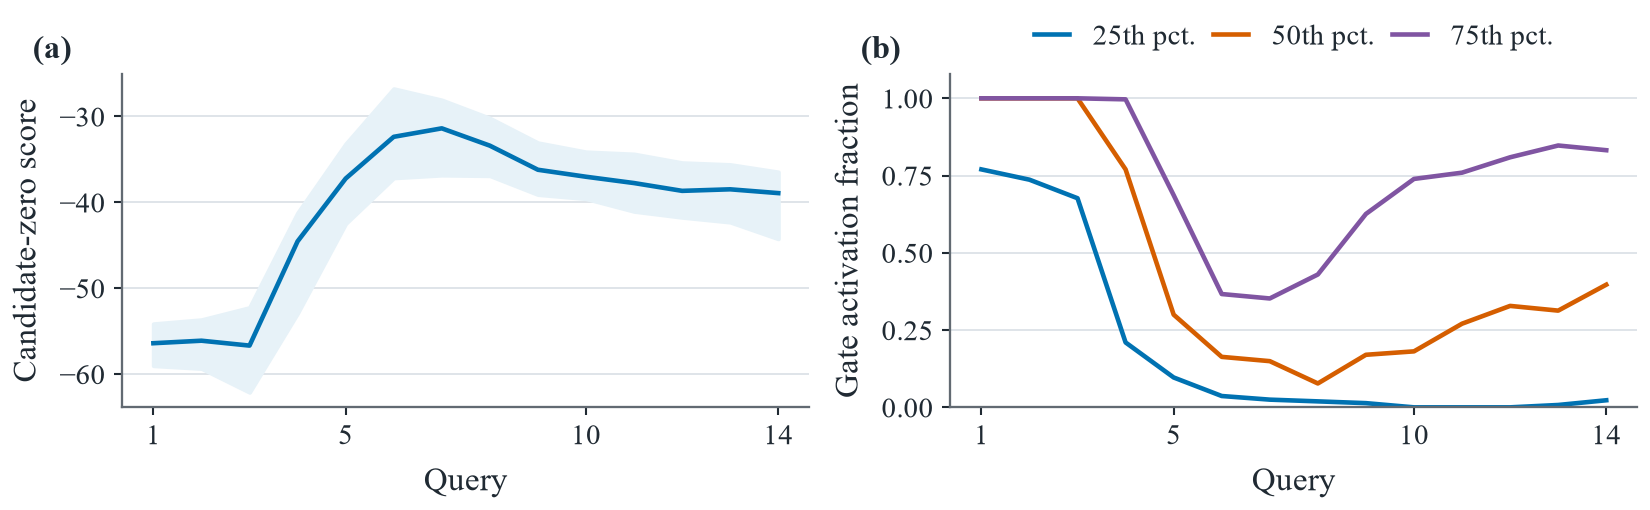 (a)
Candidate-zero score
−30
−40
−50
−60
1 5 10 14
Query
(b)
25th pct. 50th pct. 75th pct.
Gate activation fraction
1.00
0.75
0.50
0.25
0.00
1 5 10 14
Query